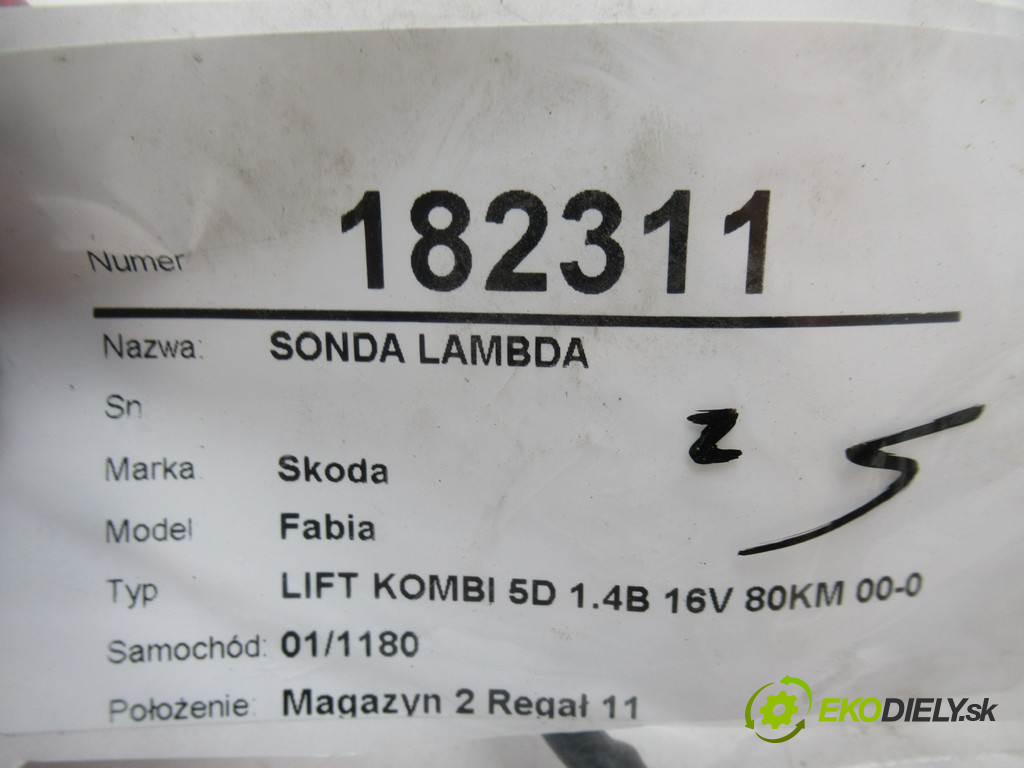 Numer 182311
Nazwa: SONDA LAMBDA
Sn
Marka Skoda
Model Fabia
Typ LIFT KOMBI 5D 1.4B 16V 80KM 00-0
Samochód: 01/1180
Położenie: Magazyn 2 Regał 11
z 5
EKODIELY.sk